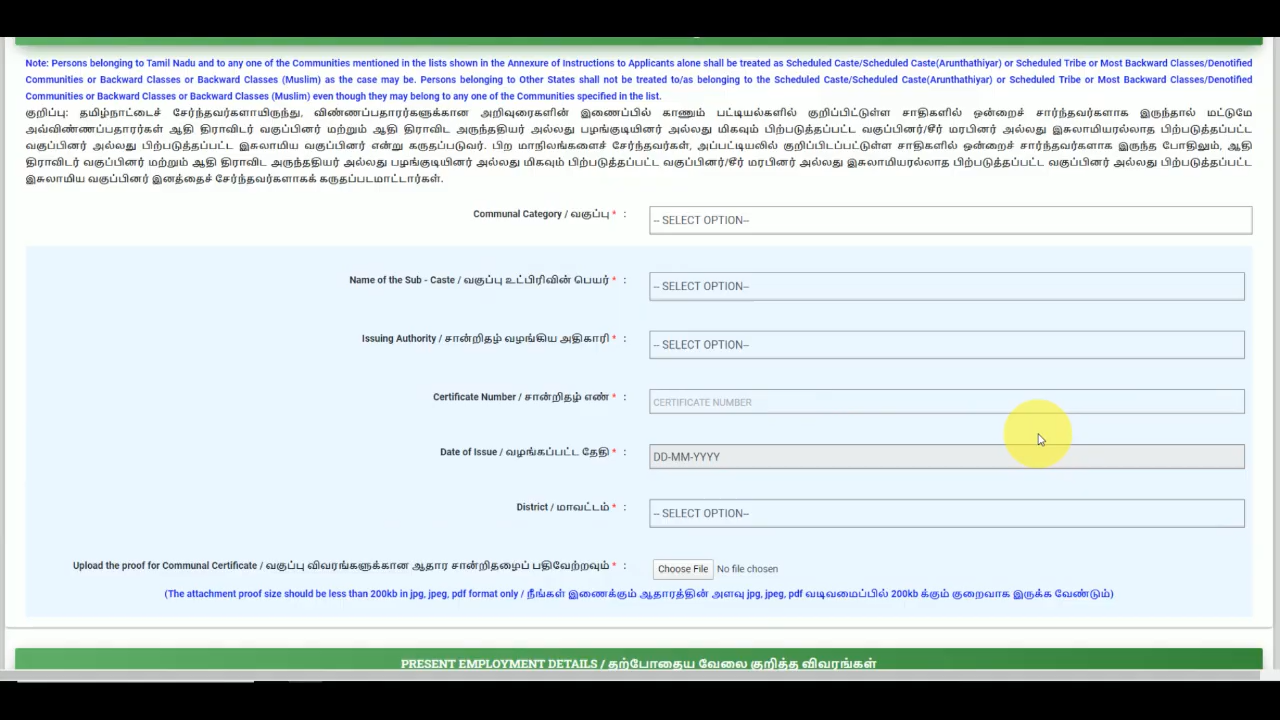 Note: Persons belonging to Tamil Nadu and to any one of the Communities mentioned in the lists shown in the Annexure of Instructions to Applicants alone shall be treated as Scheduled Caste/Scheduled Caste(Arunthathiyar) or Scheduled Tribe or Most Backward Classes/Denotified
Communities or Backward Classes or Backward Classes (Muslim) as the case may be. Persons belonging to Other States shall not be treated to/as belonging to the Scheduled Caste/Scheduled Caste(Arunthathiyar) or Scheduled Tribe or Most Backward Classes/Denotified
Communities or Backward Classes or Backward Classes (Muslim) even though they may belong to any one of the Communities specified in the list.
குறிப்பு: தமிழ்நாட்டைச் சேர்ந்தவர்களாயிருந்து, விண்ணப்பதாரர்களுக்கான அறிவுரைகளின் இணைப்பில் காணும் பட்டியல்களில் குறிப்பிட்டுள்ள சாதிகளில் ஒன்றைச் சார்ந்தவர்களாக இருந்தால் மட்டுமே
அவ்விண்ணப்பதாரர்கள் ஆதி திராவிடர் வகுப்பினர் மற்றும் ஆதி திராவிட அருந்ததியர் அல்லது பழங்குடியினர் அல்லது மிகவும் பிற்படுத்தப்பட்ட வகுப்பினர்/சீர் மரபினர் அல்லது இசுலாமியரல்லாத பிற்படுத்தப்பட்ட
வகுப்பினர் அல்லது பிற்படுத்தப்பட்ட இசுலாமிய வகுப்பினர் என்று கருதப்படுவர். பிற மாநிலங்களைச் சேர்ந்தவர்கள், அப்பட்டியலில் குறிப்பிடப்பட்டுள்ள சாதிகளில் ஒன்றைச் சார்ந்தவர்களாக இருந்த போதிலும், ஆதி
திராவிடர் வகுப்பினர் மற்றும் ஆதி திராவிட அருந்ததியர் அல்லது பழங்குடியினர் அல்லது மிகவும் பிற்படுத்தப்பட்ட வகுப்பினர்/சீர் மரபினர் அல்லது இசுலாமியரல்லாத பிற்படுத்தப்பட்ட வகுப்பினர் அல்லது பிற்படுத்தப்பட்ட
இசுலாமிய வகுப்பினர் இனத்தைச் சேர்ந்தவர்களாகக் கருதப்படமாட்டார்கள்.
Communal Category / வகுப்பு * : -- SELECT OPTION--
Name of the Sub - Caste / வகுப்பு உட்பிரிவின் பெயர் * : -- SELECT OPTION--
Issuing Authority / சான்றிதழ் வழங்கிய அதிகாரி * : -- SELECT OPTION--
Certificate Number / சான்றிதழ் எண் * : CERTIFICATE NUMBER
Date of Issue / வழங்கப்பட்ட தேதி * : DD-MM-YYYY
District / மாவட்டம் * : -- SELECT OPTION--
Upload the proof for Communal Certificate / வகுப்பு விவரங்களுக்கான ஆதார சான்றிதழைப் பதிவேற்றவும் * : Choose File No file chosen
(The attachment proof size should be less than 200kb in jpg, jpeg, pdf format only / நீங்கள் இணைக்கும் ஆதாரத்தின் அளவு jpg, jpeg, pdf வடிவமைப்பில் 200kb க்கும் குறைவாக இருக்க வேண்டும்)
PRESENT EMPLOYMENT DETAILS / தற்போதைய வேலை குறித்த விவரங்கள்